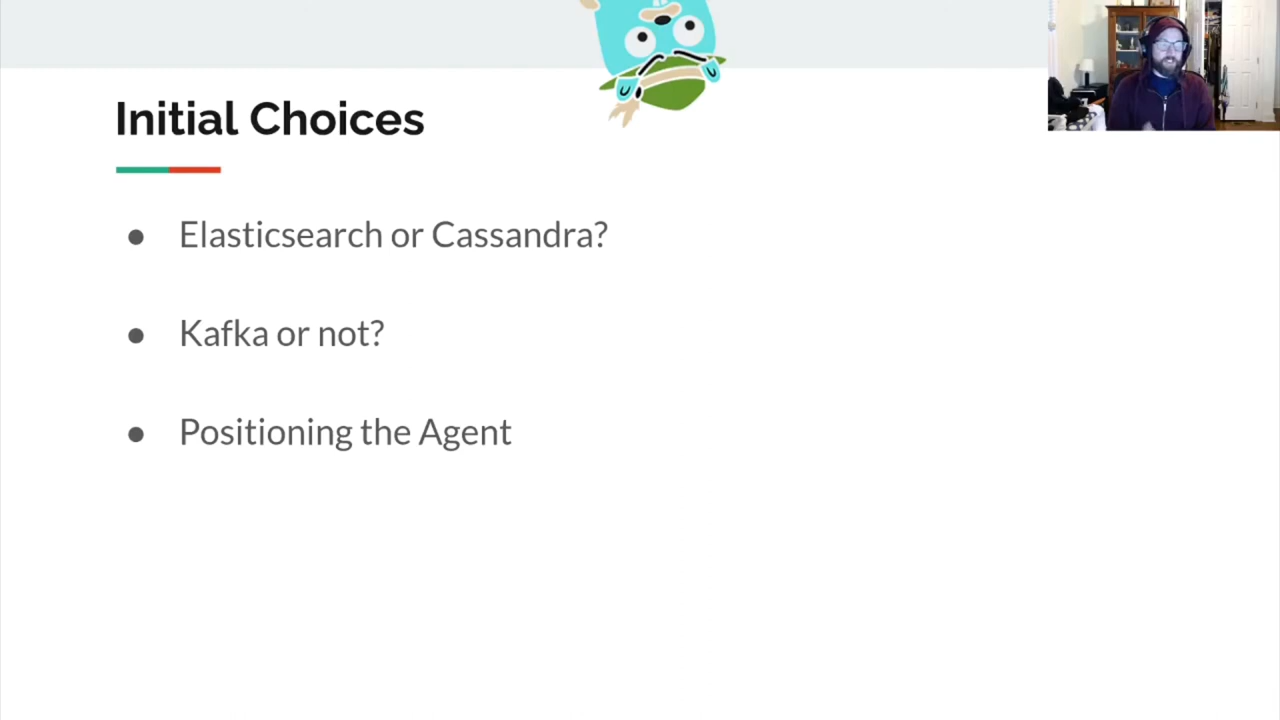 Initial Choices
Elasticsearch or Cassandra?
Kafka or not?
Positioning the Agent